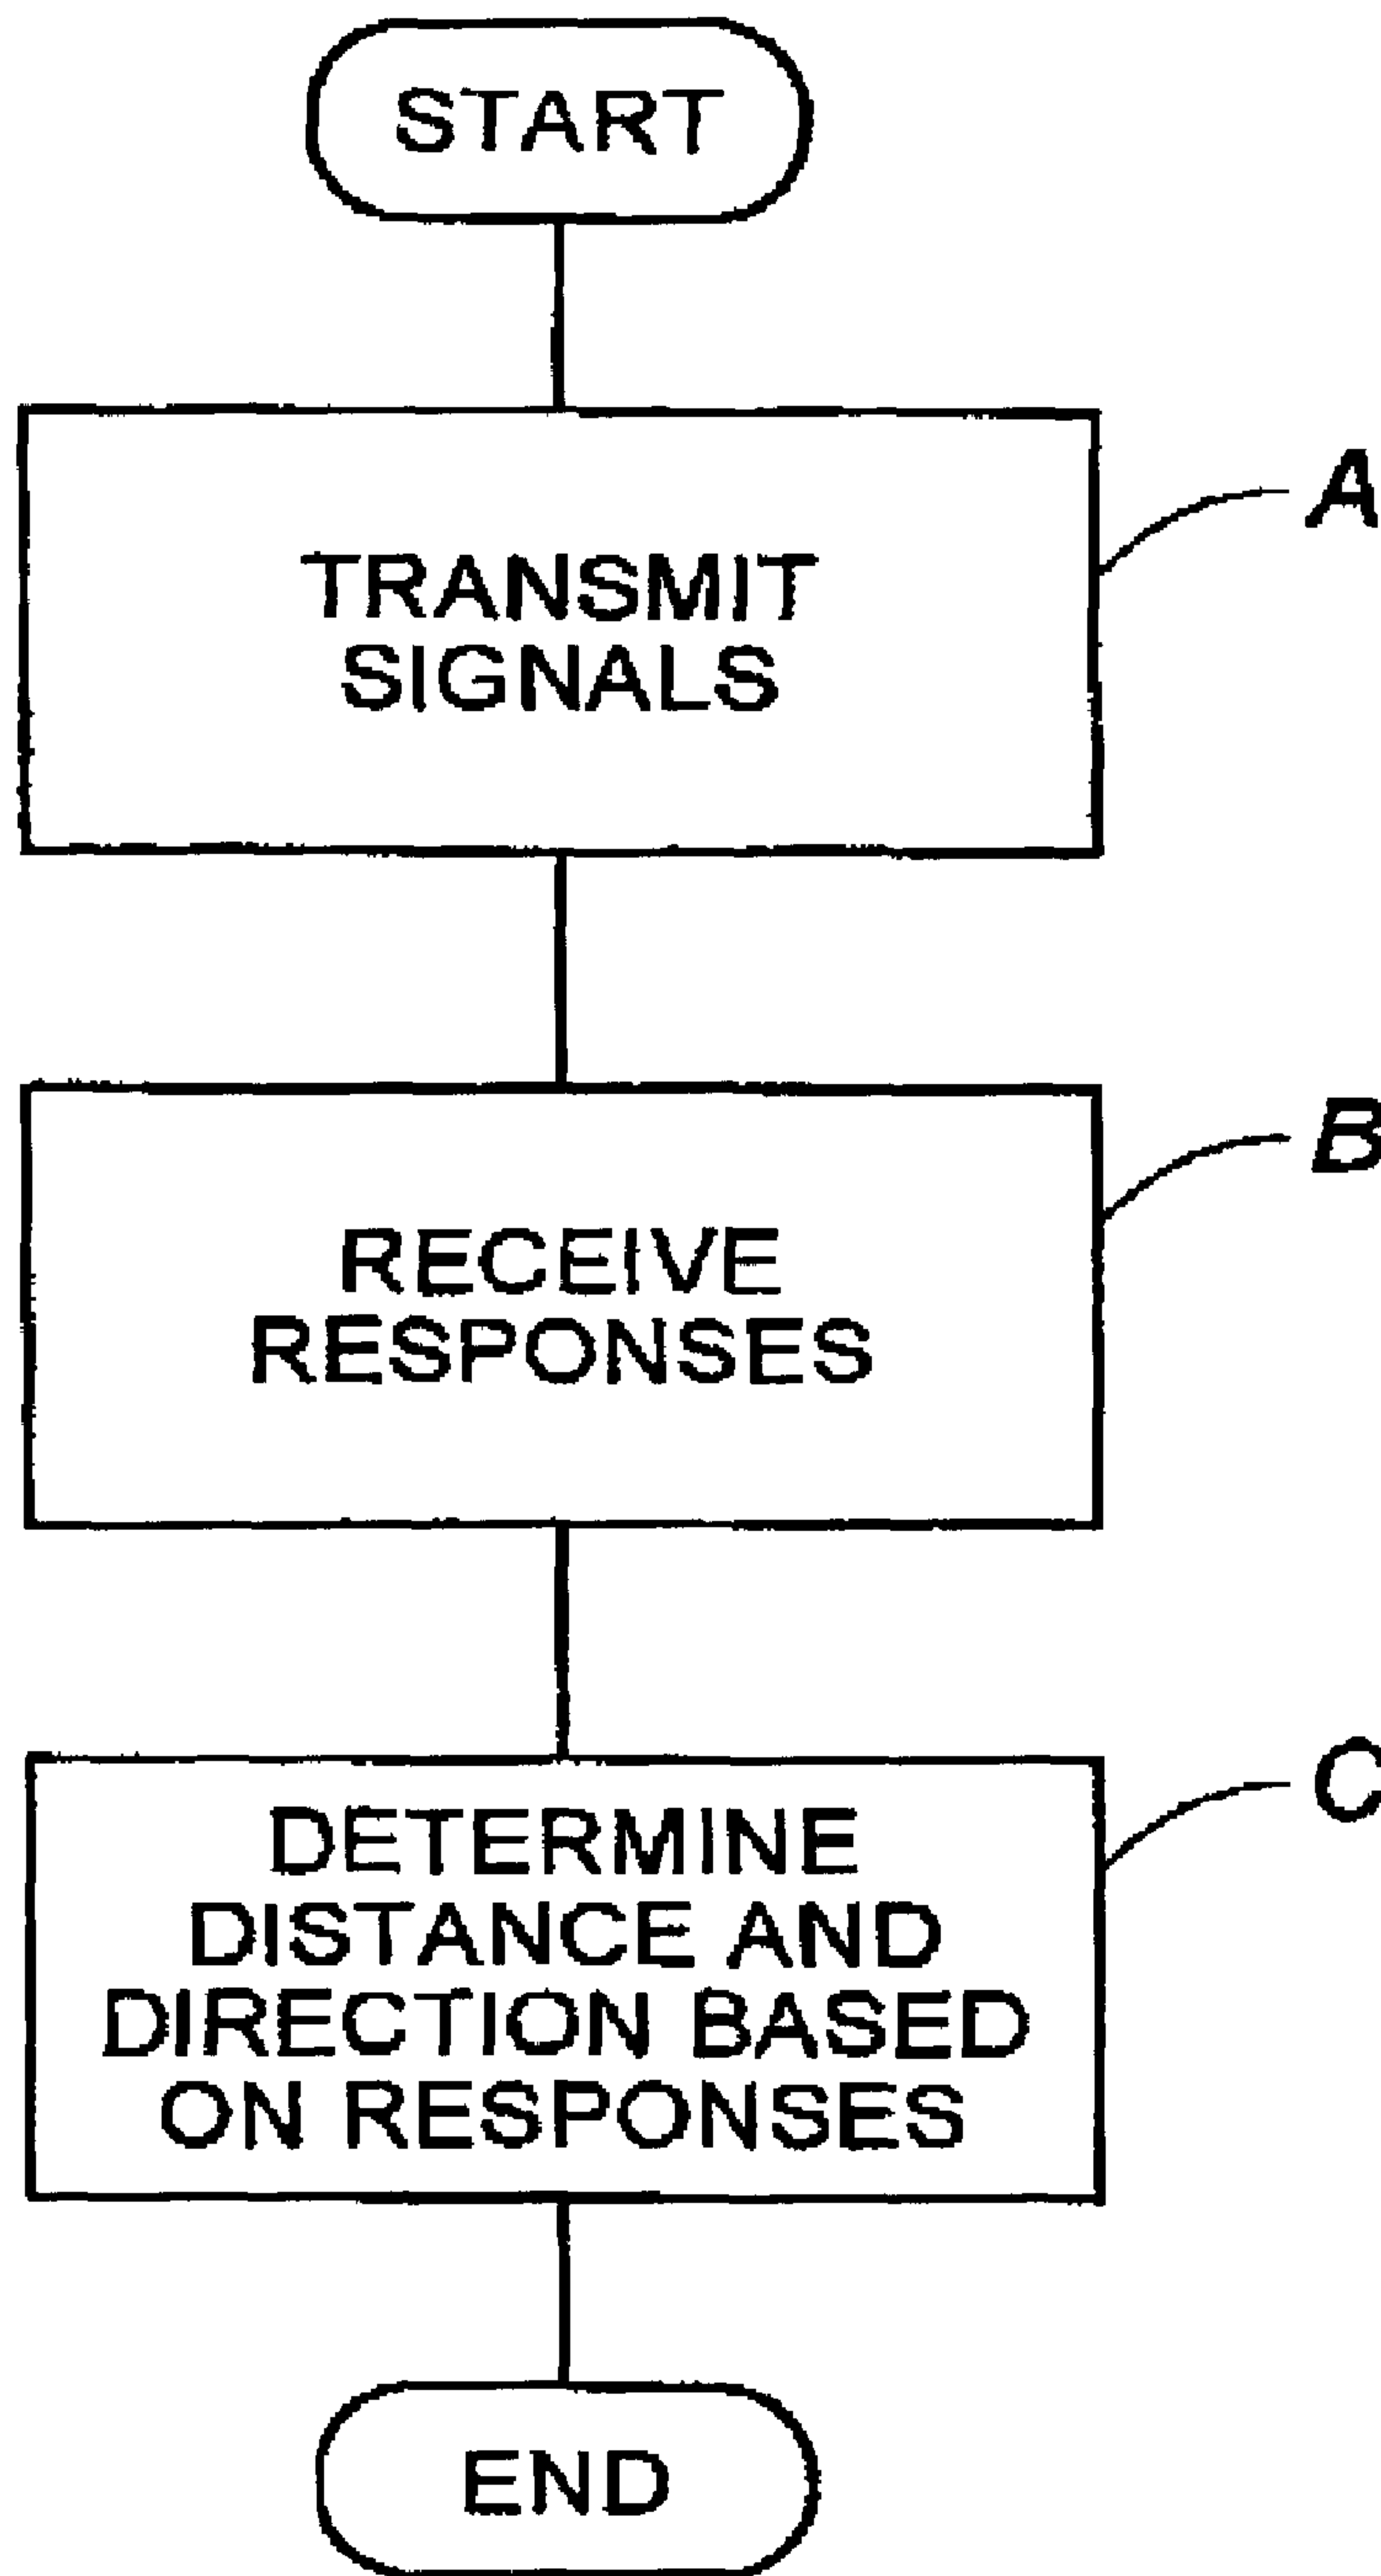 START
TRANSMIT
SIGNALS
A
RECEIVE
RESPONSES
B
DETERMINE
DISTANCE AND
DIRECTION BASED
ON RESPONSES
C
END